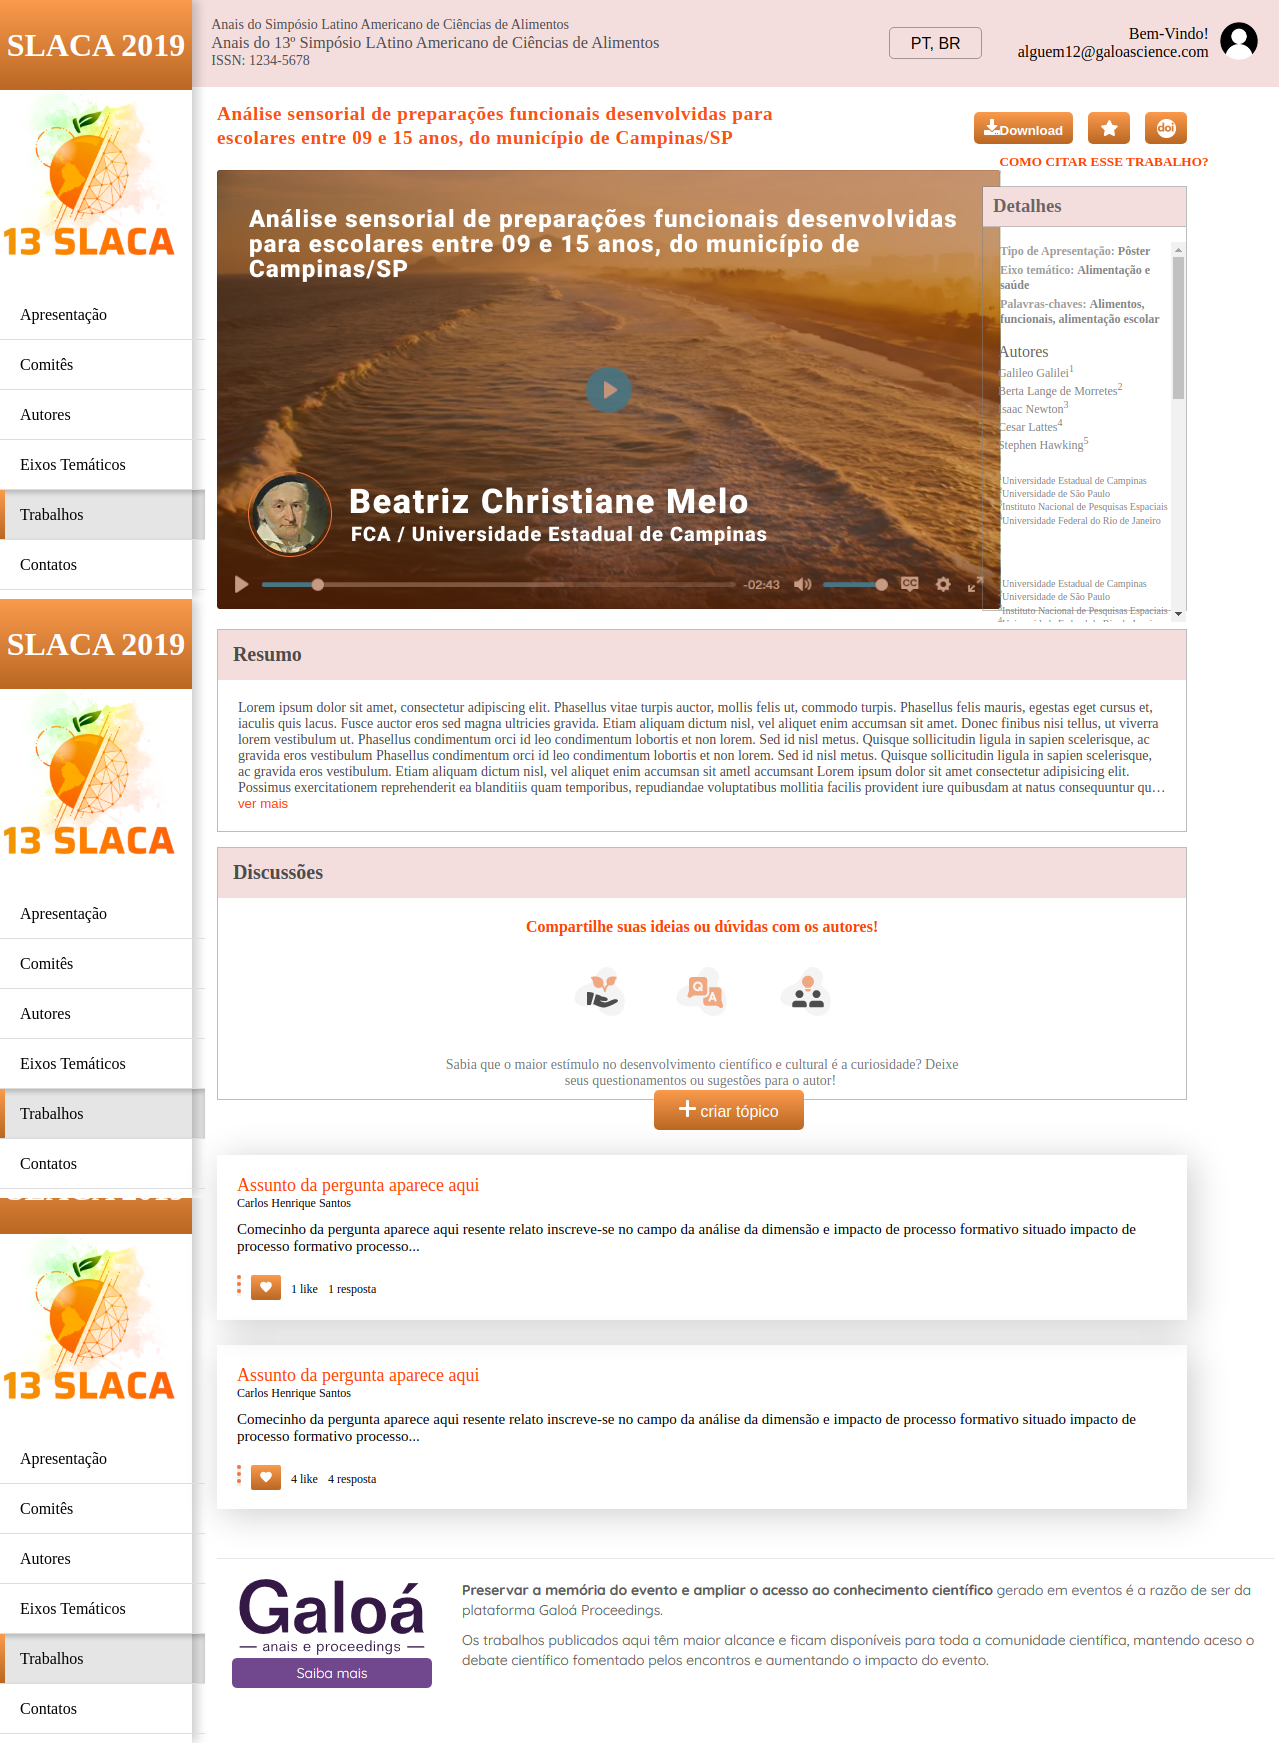 SLACA 2019
Anais do Simpósio Latino Americano de Ciências de Alimentos
Anais do 13º Simpósio LAtino Americano de Ciências de Alimentos
ISSN: 1234-5678
PT, BR
Bem-Vindo!
alguem12@galoascience.com
13 SLACA
Apresentação
Comitês
Autores
Eixos Temáticos
Trabalhos
Contatos
Análise sensorial de preparações funcionais desenvolvidas para
escolares entre 09 e 15 anos, do município de Campinas/SP
Download
doi
COMO CITAR ESSE TRABALHO?
Análise sensorial de preparações funcionais desenvolvidas
para escolares entre 09 e 15 anos, do município de
Campinas/SP
Beatriz Christiane Melo
FCA / Universidade Estadual de Campinas
-02:43
CC
Detalhes
Tipo de Apresentação: Pôster
Eixo temático: Alimentação e
saúde
Palavras-chaves: Alimentos,
funcionais, alimentação escolar
Autores
Galileo Galilei1
Berta Lange de Morretes2
Isaac Newton3
Cesar Lattes4
Stephen Hawking5
Universidade Estadual de Campinas
Universidade de São Paulo
Instituto Nacional de Pesquisas Espaciais
Universidade Federal do Rio de Janeiro
Universidade Estadual de Campinas
Universidade de São Paulo
Instituto Nacional de Pesquisas Espaciais
SLACA 2019
13 SLACA
Apresentação
Comitês
Autores
Eixos Temáticos
Trabalhos
Contatos
Resumo
Lorem ipsum dolor sit amet, consectetur adipiscing elit. Phasellus vitae turpis auctor, mollis felis ut, commodo turpis. Phasellus felis mauris, egestas eget cursus et,
iaculis quis lacus. Fusce auctor eros sed magna ultricies gravida. Etiam aliquam dictum nisl, vel aliquet enim accumsan sit amet. Donec finibus nisi tellus, ut viverra
lorem vestibulum ut. Phasellus condimentum orci id leo condimentum lobortis et non lorem. Sed id nisl metus. Quisque sollicitudin ligula in sapien scelerisque, ac
gravida eros vestibulum Phasellus condimentum orci id leo condimentum lobortis et non lorem. Sed id nisl metus. Quisque sollicitudin ligula in sapien scelerisque,
ac gravida eros vestibulum. Etiam aliquam dictum nisl, vel aliquet enim accumsan sit ametl accumsant Lorem ipsum dolor sit amet consectetur adipisicing elit.
Possimus exercitationem reprehenderit ea blanditiis quam temporibus, repudiandae voluptatibus mollitia facilis provident iure quibusdam at natus consequuntur qu…
ver mais
Discussões
Compartilhe suas ideias ou dúvidas com os autores!
Q A
Sabia que o maior estímulo no desenvolvimento científico e cultural é a curiosidade? Deixe
seus questionamentos ou sugestões para o autor!
criar tópico
Assunto da pergunta aparece aqui
Carlos Henrique Santos
Comecinho da pergunta aparece aqui resente relato inscreve-se no campo da análise da dimensão e impacto de processo formativo situado impacto de
processo formativo processo...
1 like 1 resposta
SLACA 2019
13 SLACA
Apresentação
Comitês
Autores
Eixos Temáticos
Trabalhos
Contatos
Assunto da pergunta aparece aqui
Carlos Henrique Santos
Comecinho da pergunta aparece aqui resente relato inscreve-se no campo da análise da dimensão e impacto de processo formativo situado impacto de
processo formativo processo...
4 like 4 resposta
Galoá
anais e proceedings
Saiba mais
Preservar a memória do evento e ampliar o acesso ao conhecimento científico gerado em eventos é a razão de ser da
plataforma Galoá Proceedings.
Os trabalhos publicados aqui têm maior alcance e ficam disponíveis para toda a comunidade científica, mantendo aceso o
debate científico fomentado pelos encontros e aumentando o impacto do evento.